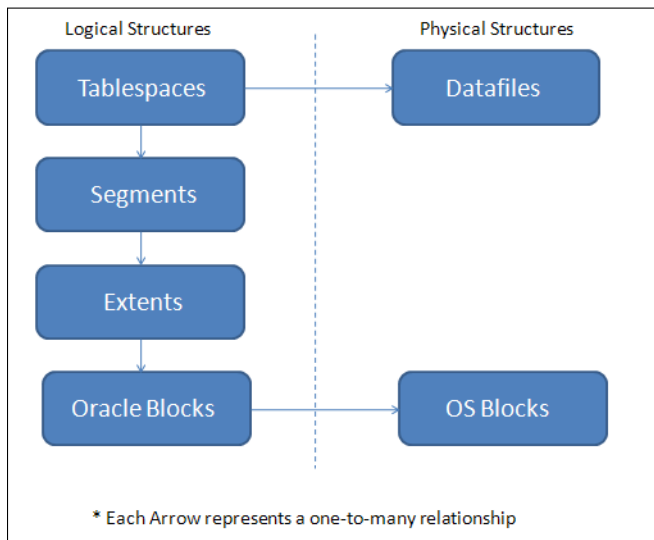 Logical Structures
Physical Structures
Tablespaces
Datafiles
Segments
Extents
Oracle Blocks
OS Blocks
* Each Arrow represents a one-to-many relationship